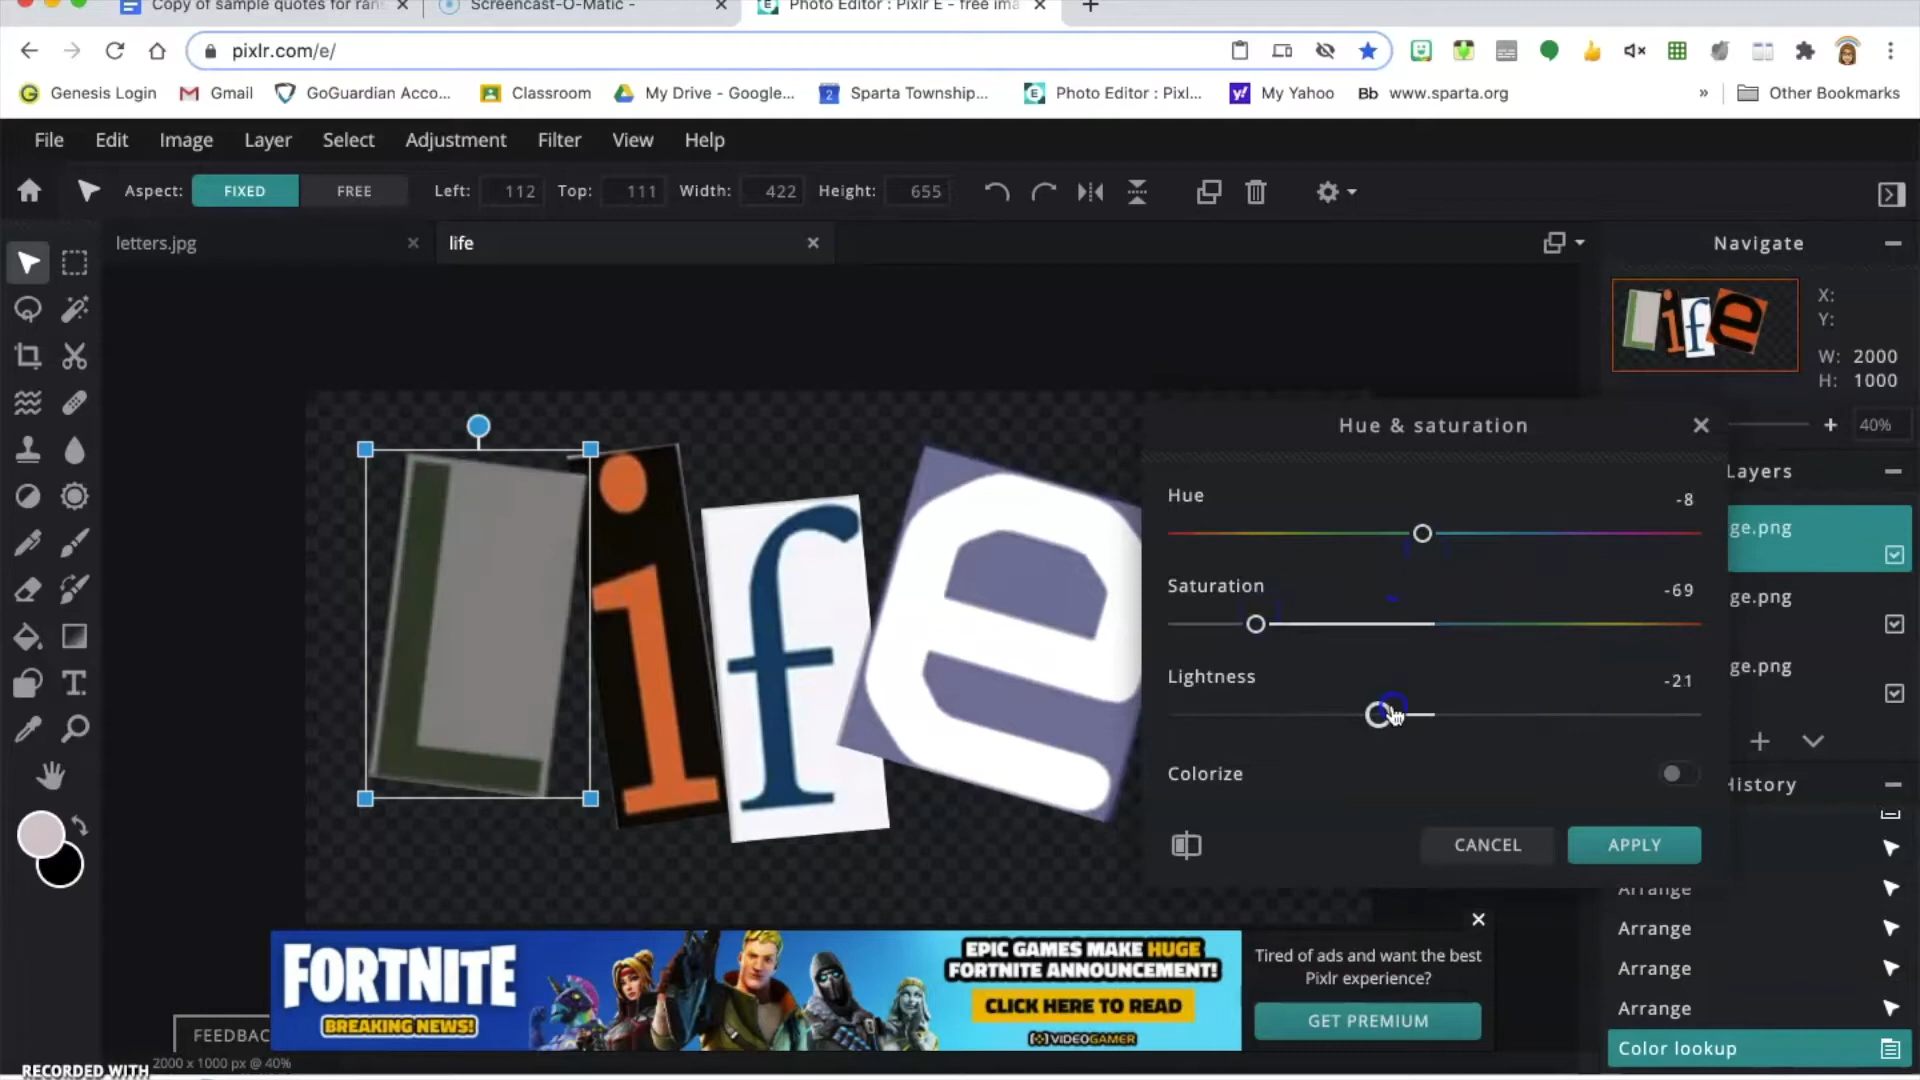 Copy of sample quotes for rans
Screencast-O-Matic -
Photo Editor : Pixlr E - free ima
pixlr.com/e/
Genesis Login
Gmail
GoGuardian Acco...
Classroom
My Drive - Google...
2 Sparta Township...
Photo Editor : Pixl...
y! My Yahoo
Bb www.sparta.org
» Other Bookmarks
File Edit Image Layer Select Adjustment Filter View Help
Aspect: FIXED FREE Left: 112 Top: 111 Width: 422 Height: 655
letters.jpg
life
Navigate
Life
X:
Y:
W: 2000
H: 1000
40%
Life
Hue & saturation
Hue -8
Saturation -69
Lightness -21
Colorize
CANCEL APPLY
Layers
ge.png
ge.png
ge.png
History
Arrange
Arrange
Arrange
Arrange
Color lookup
FORTNITE
BREAKING NEWS!
EPIC GAMES MAKE HUGE
FORTNITE ANNOUNCEMENT!
CLICK HERE TO READ
VIDEOGAMER
Tired of ads and want the best
Pixlr experience?
GET PREMIUM
FEEDBAC
RECORDED WITH
2000 x 1000 px @ 40%